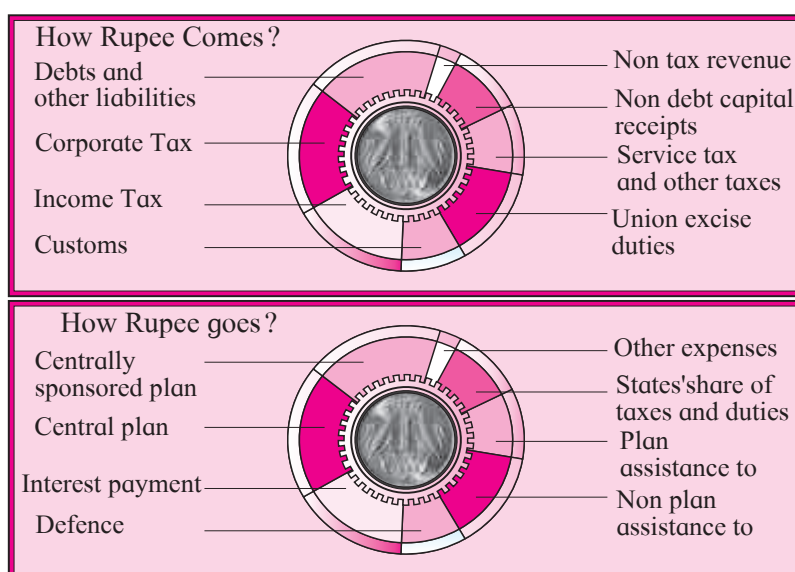 How Rupee Comes?
Debts and
other liabilities
Corporate Tax
Income Tax
Customs
Non tax revenue
Non debt capital
receipts
Service tax
and other taxes
Union excise
duties
How Rupee goes?
Centrally
sponsored plan
Central plan
Interest payment
Defence
Other expenses
States'share of
taxes and duties
Plan
assistance to
Non plan
assistance to